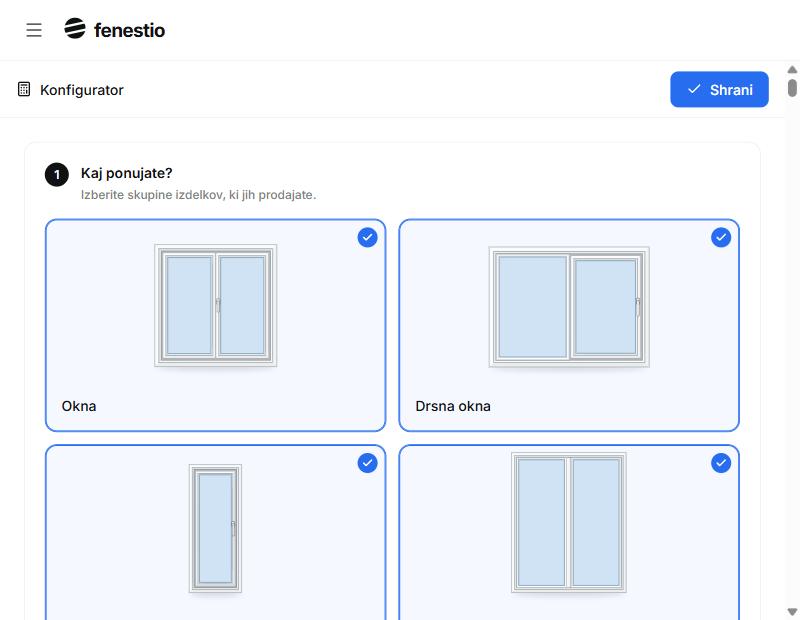 fenestio
Konfigurator
Shrani
1
Kaj ponujate?
Izberite skupine izdelkov, ki jih prodajate.
Okna
Drsna okna